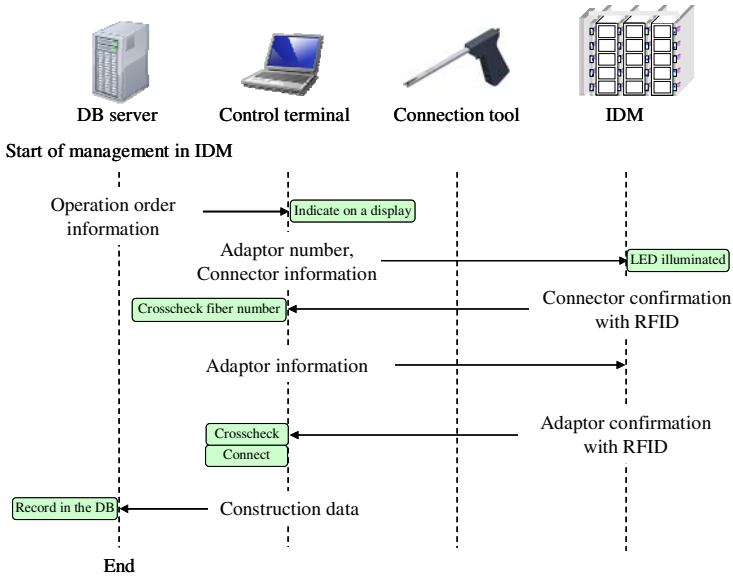 DB server
Control terminal
Connection tool
IDM
Start of management in IDM
Operation order
information
Indicate on a display
Adaptor number,
Connector information
LED illuminated
Connector confirmation
with RFID
Crosscheck fiber number
Adaptor information
Adaptor confirmation
with RFID
Crosscheck
Connect
Record in the DB
Construction data
End